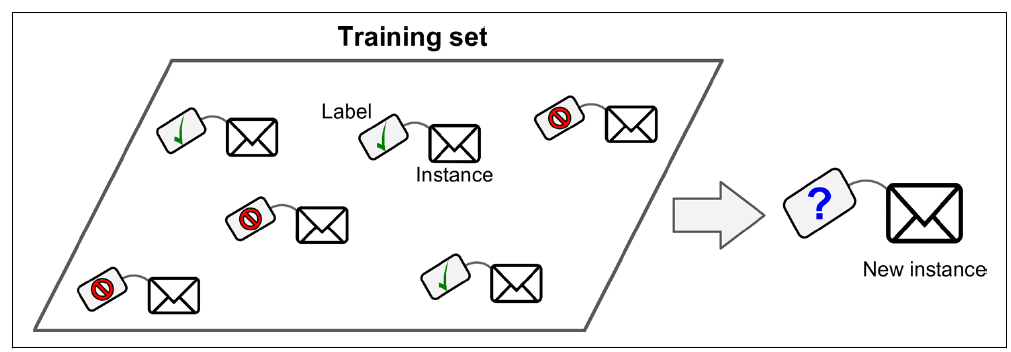 Training set
Label
Instance
?
New instance